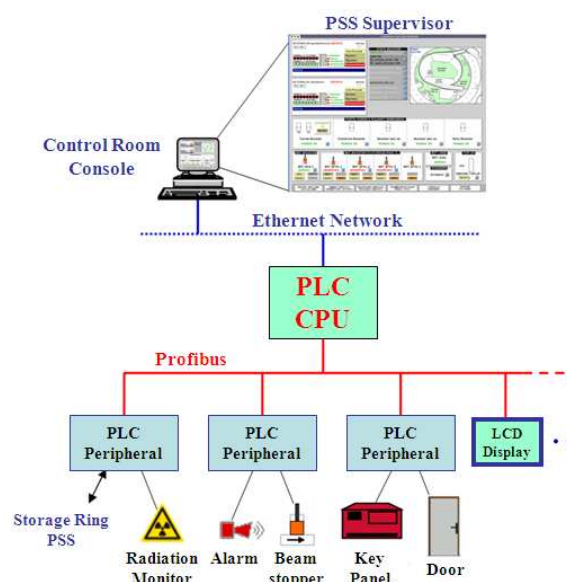 PSS Supervisor
Control Room
Console
Ethernet Network
PLC
CPU
Profibus
PLC
Peripheral
PLC
Peripheral
PLC
Peripheral
LCD
Display
Storage Ring
PSS
Radiation
Monitor
Alarm
Beam
stopper
Key
Panel
Door